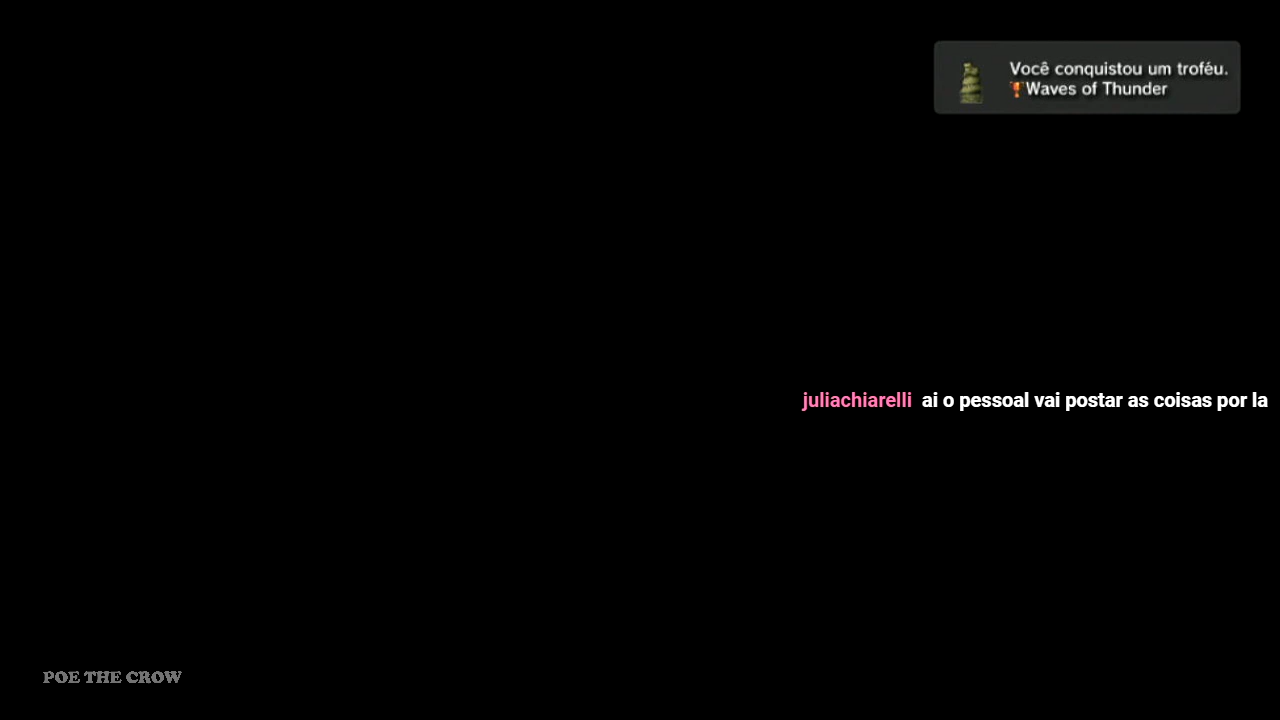 Você conquistou um troféu.
Waves of Thunder
juliachiarelli ai o pessoal vai postar as coisas por la
POE THE CROW